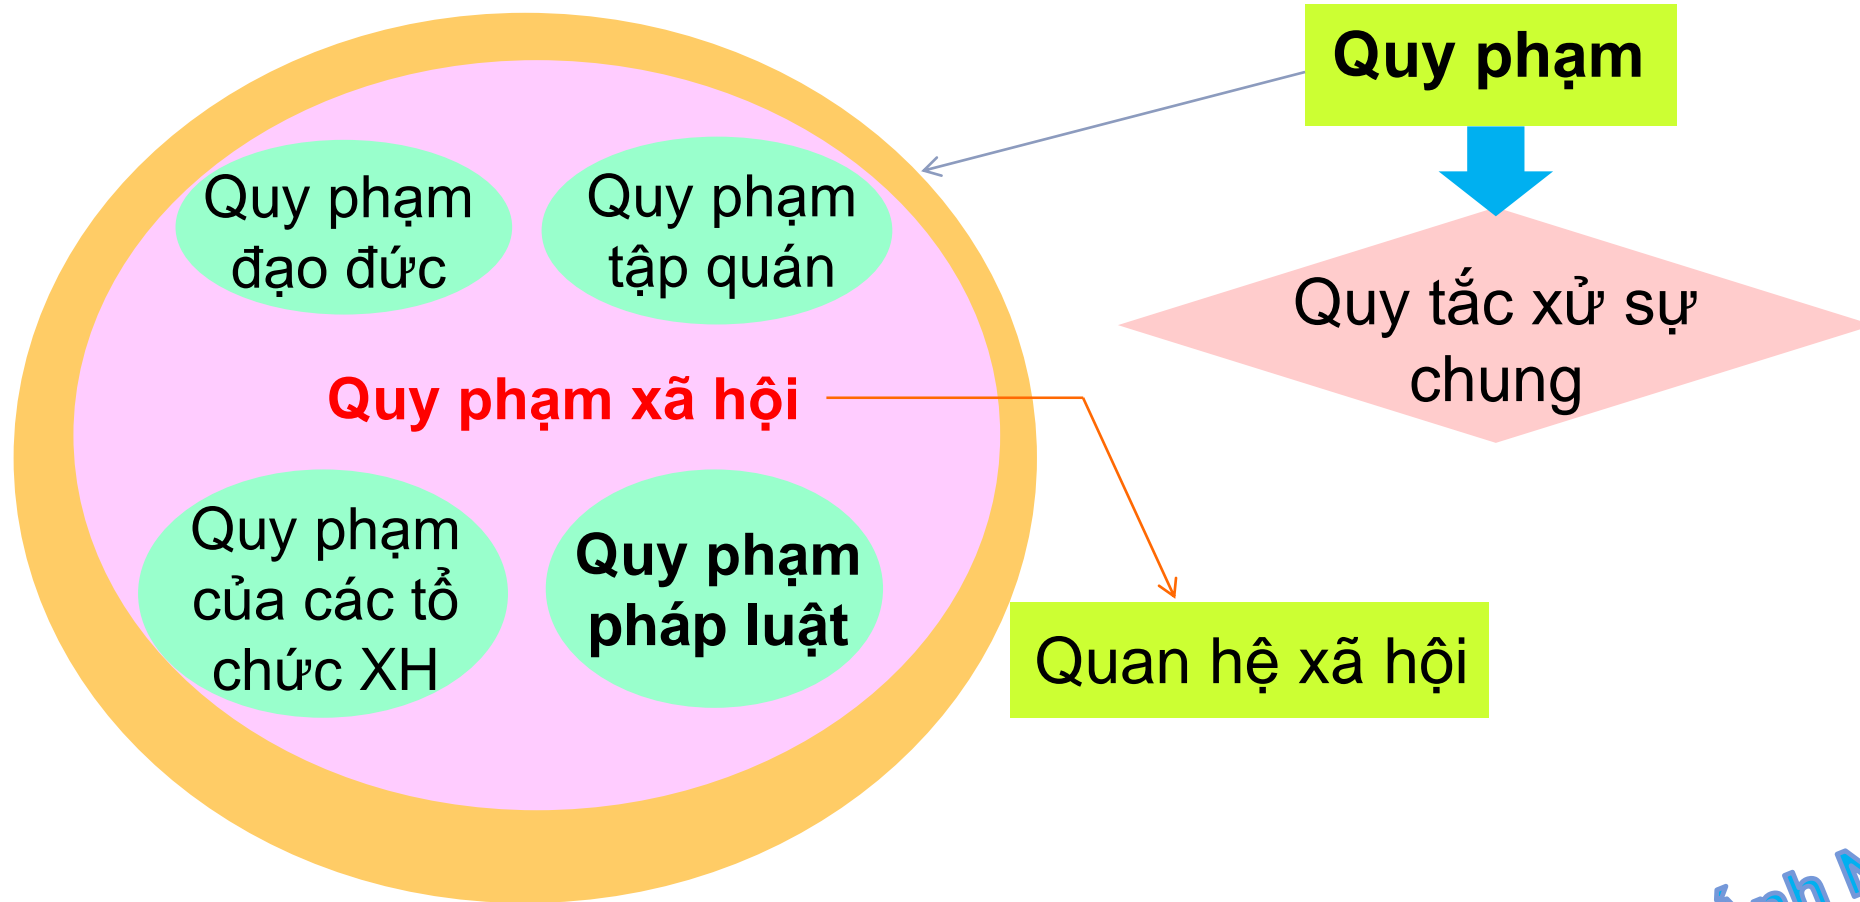 Quy phạm
Quy phạm
đạo đức
Quy phạm
tập quán
Quy tắc xử sự
chung
Quy phạm xã hội
Quy phạm
của các tổ
chức XH
Quy phạm
pháp luật
Quan hệ xã hội